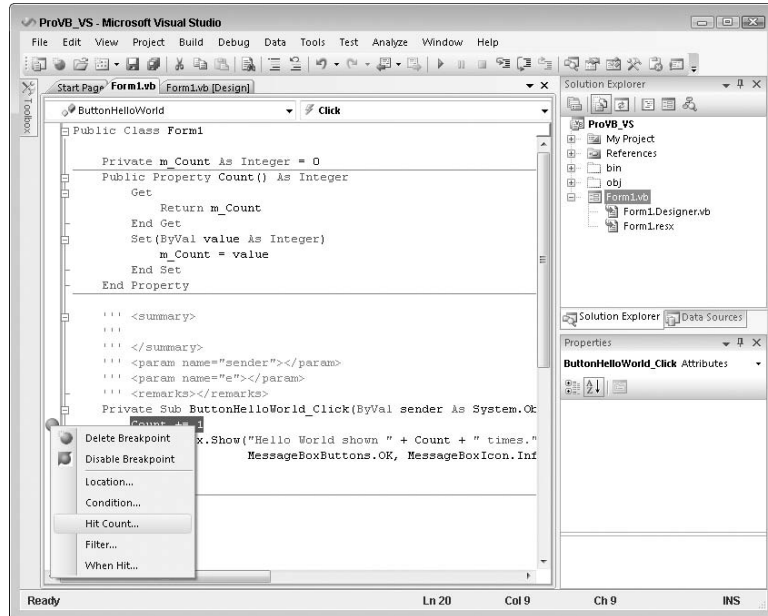 ProVB_VS - Microsoft Visual Studio
File Edit View Project Build Debug Data Tools Test Analyze Window Help
Toolbox
Start Page Form1.vb Form1.vb [Design]
ButtonHelloWorld Click
Public Class Form1
Private m_Count As Integer = 0
Public Property Count() As Integer
Get
Return m_Count
End Get
Set(ByVal value As Integer)
m_Count = value
End Set
End Property
''' <summary>
'''
''' </summary>
''' <param name="sender"></param>
''' <param name="e"></param>
''' <remarks></remarks>
Private Sub ButtonHelloWorld_Click(ByVal sender As System.Ob
Count += 1
x.Show("Hello World shown " + Count + " times."
MessageBoxButtons.OK, MessageBoxIcon.Inf
Delete Breakpoint
Disable Breakpoint
Location...
Condition...
Hit Count...
Filter...
When Hit...
Solution Explorer
ProVB_VS
My Project
References
bin
obj
Form1.vb
Form1.Designer.vb
Form1.resx
Solution Explorer Data Sources
Properties
ButtonHelloWorld_Click Attributes
Ready Ln 20 Col 9 Ch 9 INS